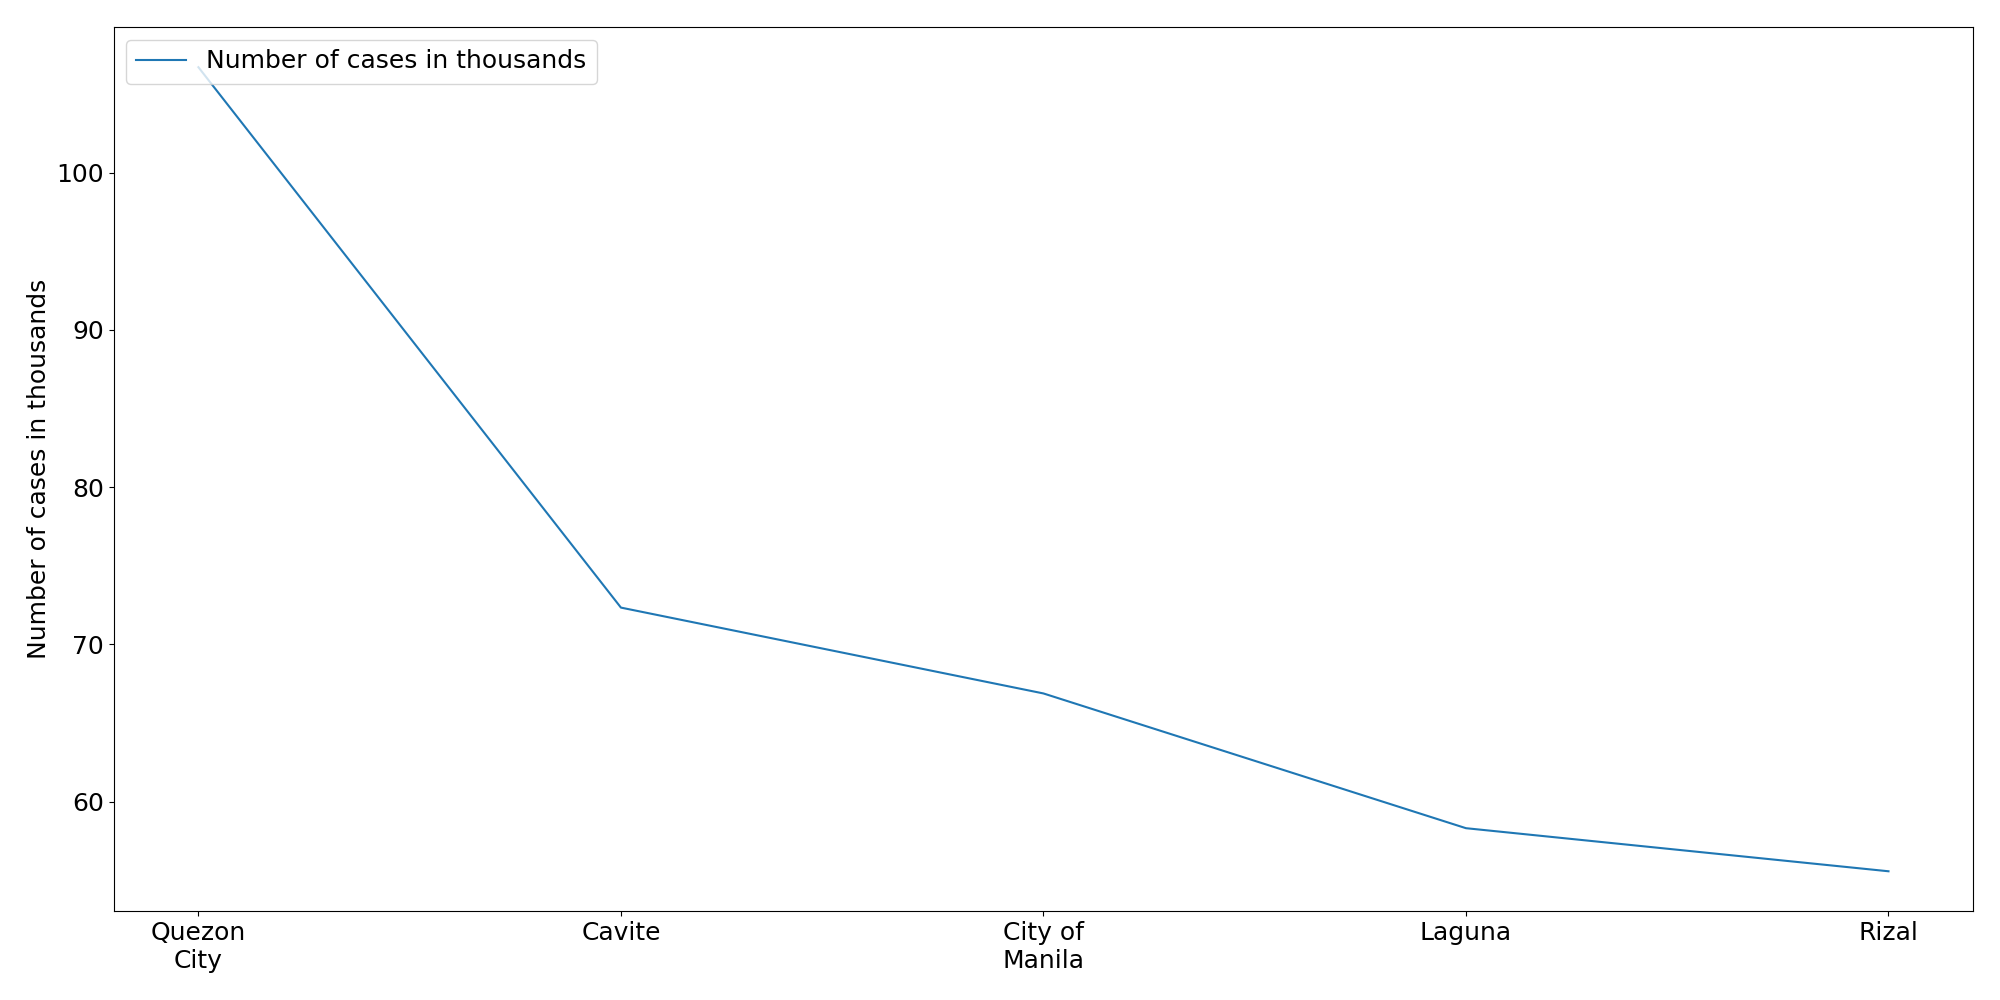 Number of cases in thousands
Number of cases in thousands
100
90
80
70
60
Quezon
City
Cavite
City of
Manila
Laguna
Rizal